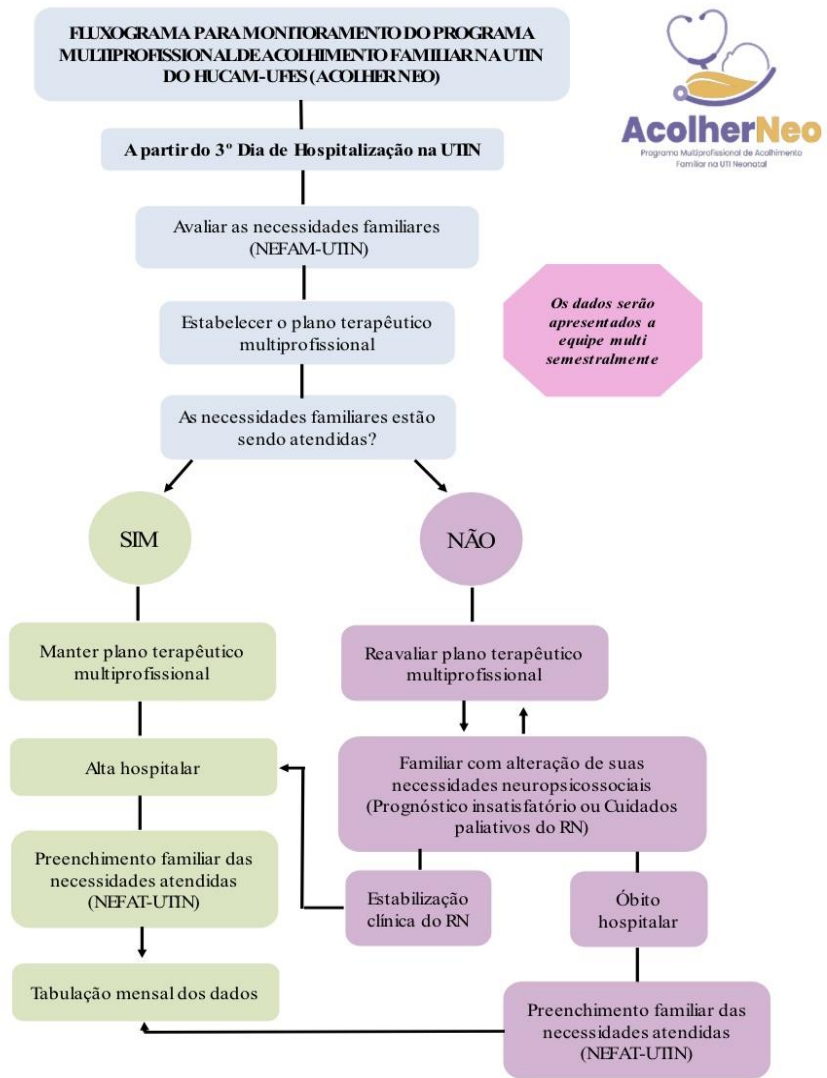 FLUXOGRAMA PARA MONITORAMENTO DO PROGRAMA
MULTIPROFISSIONAL DE ACOLHIMENTO FAMILIAR NA UTIN
DO HUCAM-UFES (ACOLHER NEO)
AcolherNeo
Programa Multiprofissional de Acolhimento
Familiar na UTI Neonatal
A partir do 3º Dia de Hospitalização na UTIN
Avaliar as necessidades familiares
(NEFAM-UTIN)
Estabelecer o plano terapêutico
multiprofissional
Os dados serão
apresentados a
equipe multi
semestralmente
As necessidades familiares estão
sendo atendidas?
SIM
NÃO
Manter plano terapêutico
multiprofissional
Reavaliar plano terapêutico
multiprofissional
Alta hospitalar
Familiar com alteração de suas
necessidades neuropsicossociais
(Prognóstico insatisfatório ou Cuidados
paliativos do RN)
Preenchimento familiar das
necessidades atendidas
(NEFAT-UTIN)
Estabilização
clínica do RN
Óbito
hospitalar
Tabulação mensal dos dados
Preenchimento familiar das
necessidades atendidas
(NEFAT-UTIN)